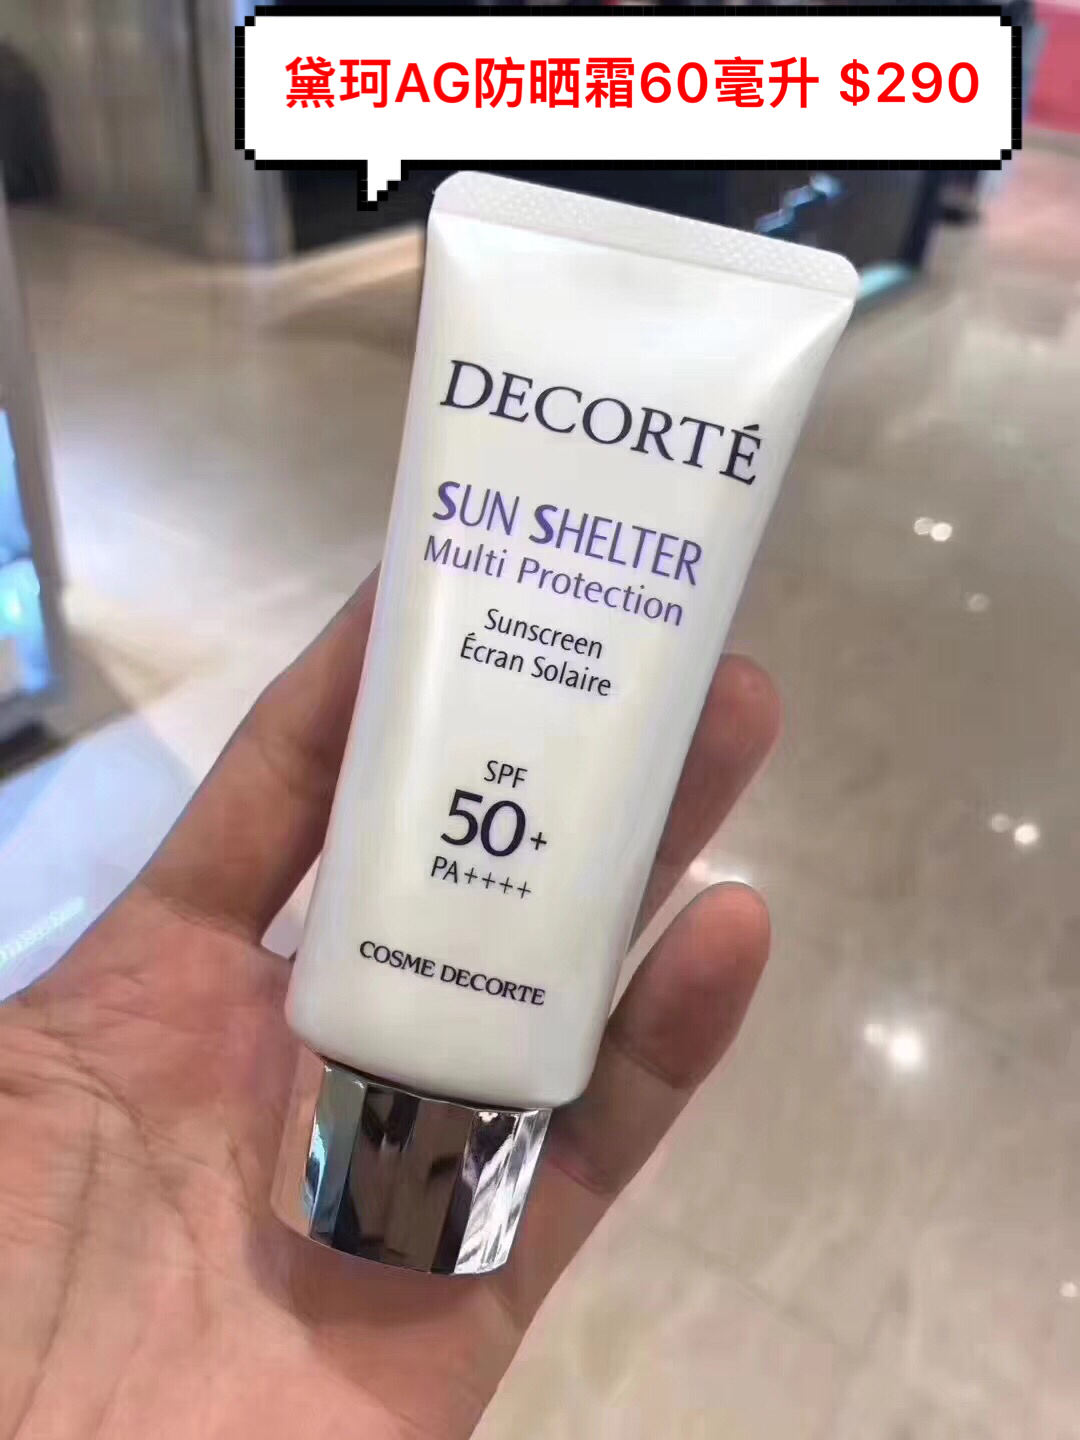 黛珂AG防晒霜60毫升 $290
DECORTÉ
SUN SHELTER
Multi Protection
Sunscreen
Écran Solaire
SPF
50+
PA++++
COSME DECORTE